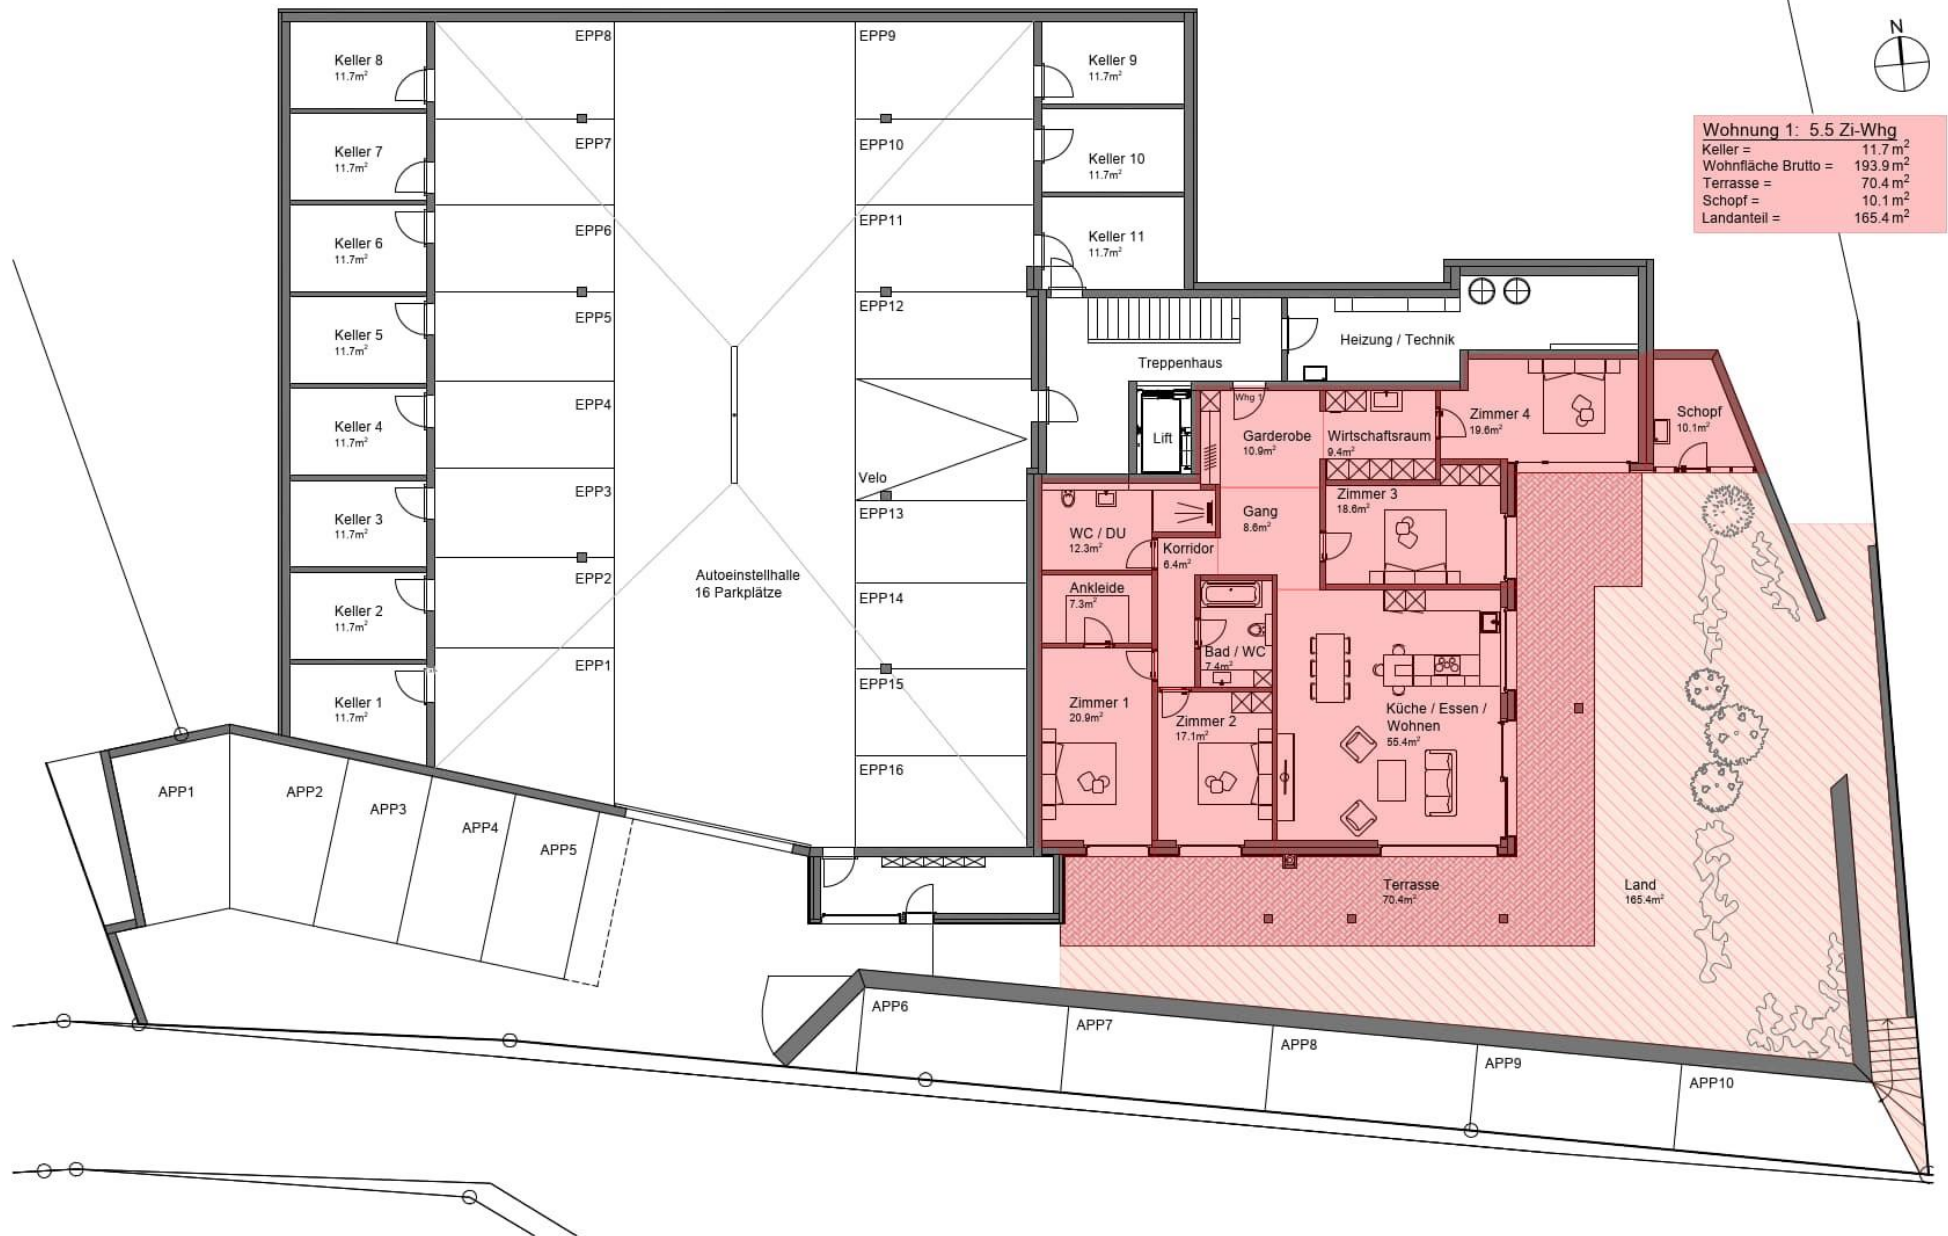 N
Wohnung 1: 5.5 Zi-Whg
Keller = 11.7 m²
Wohnfläche Brutto = 193.9 m²
Terrasse = 70.4 m²
Schopf = 10.1 m²
Landanteil = 165.4 m²
Keller 8
11.7m²
Keller 7
11.7m²
Keller 6
11.7m²
Keller 5
11.7m²
Keller 4
11.7m²
Keller 3
11.7m²
Keller 2
11.7m²
Keller 1
11.7m²
EPP8
EPP7
EPP6
EPP5
EPP4
EPP3
EPP2
EPP1
Autoeinstellhalle
16 Parkplätze
EPP9
EPP10
EPP11
EPP12
Velo
EPP13
EPP14
EPP15
EPP16
Keller 9
11.7m²
Keller 10
11.7m²
Keller 11
11.7m²
Treppenhaus
Heizung / Technik
Lift
Whg 1
Garderobe
10.9m²
Wirtschaftsraum
9.4m²
Zimmer 4
19.6m²
Schopf
10.1m²
Zimmer 3
18.6m²
Gang
8.6m²
WC / DU
12.3m²
Korridor
6.4m²
Ankleide
7.3m²
Bad / WC
7.4m²
Zimmer 1
20.9m²
Zimmer 2
17.1m²
Küche / Essen /
Wohnen
55.4m²
Terrasse
70.4m²
Land
165.4m²
APP1
APP2
APP3
APP4
APP5
APP6
APP7
APP8
APP9
APP10